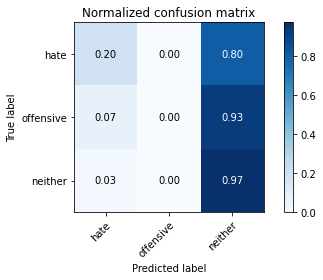 Normalized confusion matrix
True label
hate 0.20 0.00 0.80
offensive 0.07 0.00 0.93
neither 0.03 0.00 0.97
hate offensive neither
Predicted label
0.8
0.6
0.4
0.2
0.0